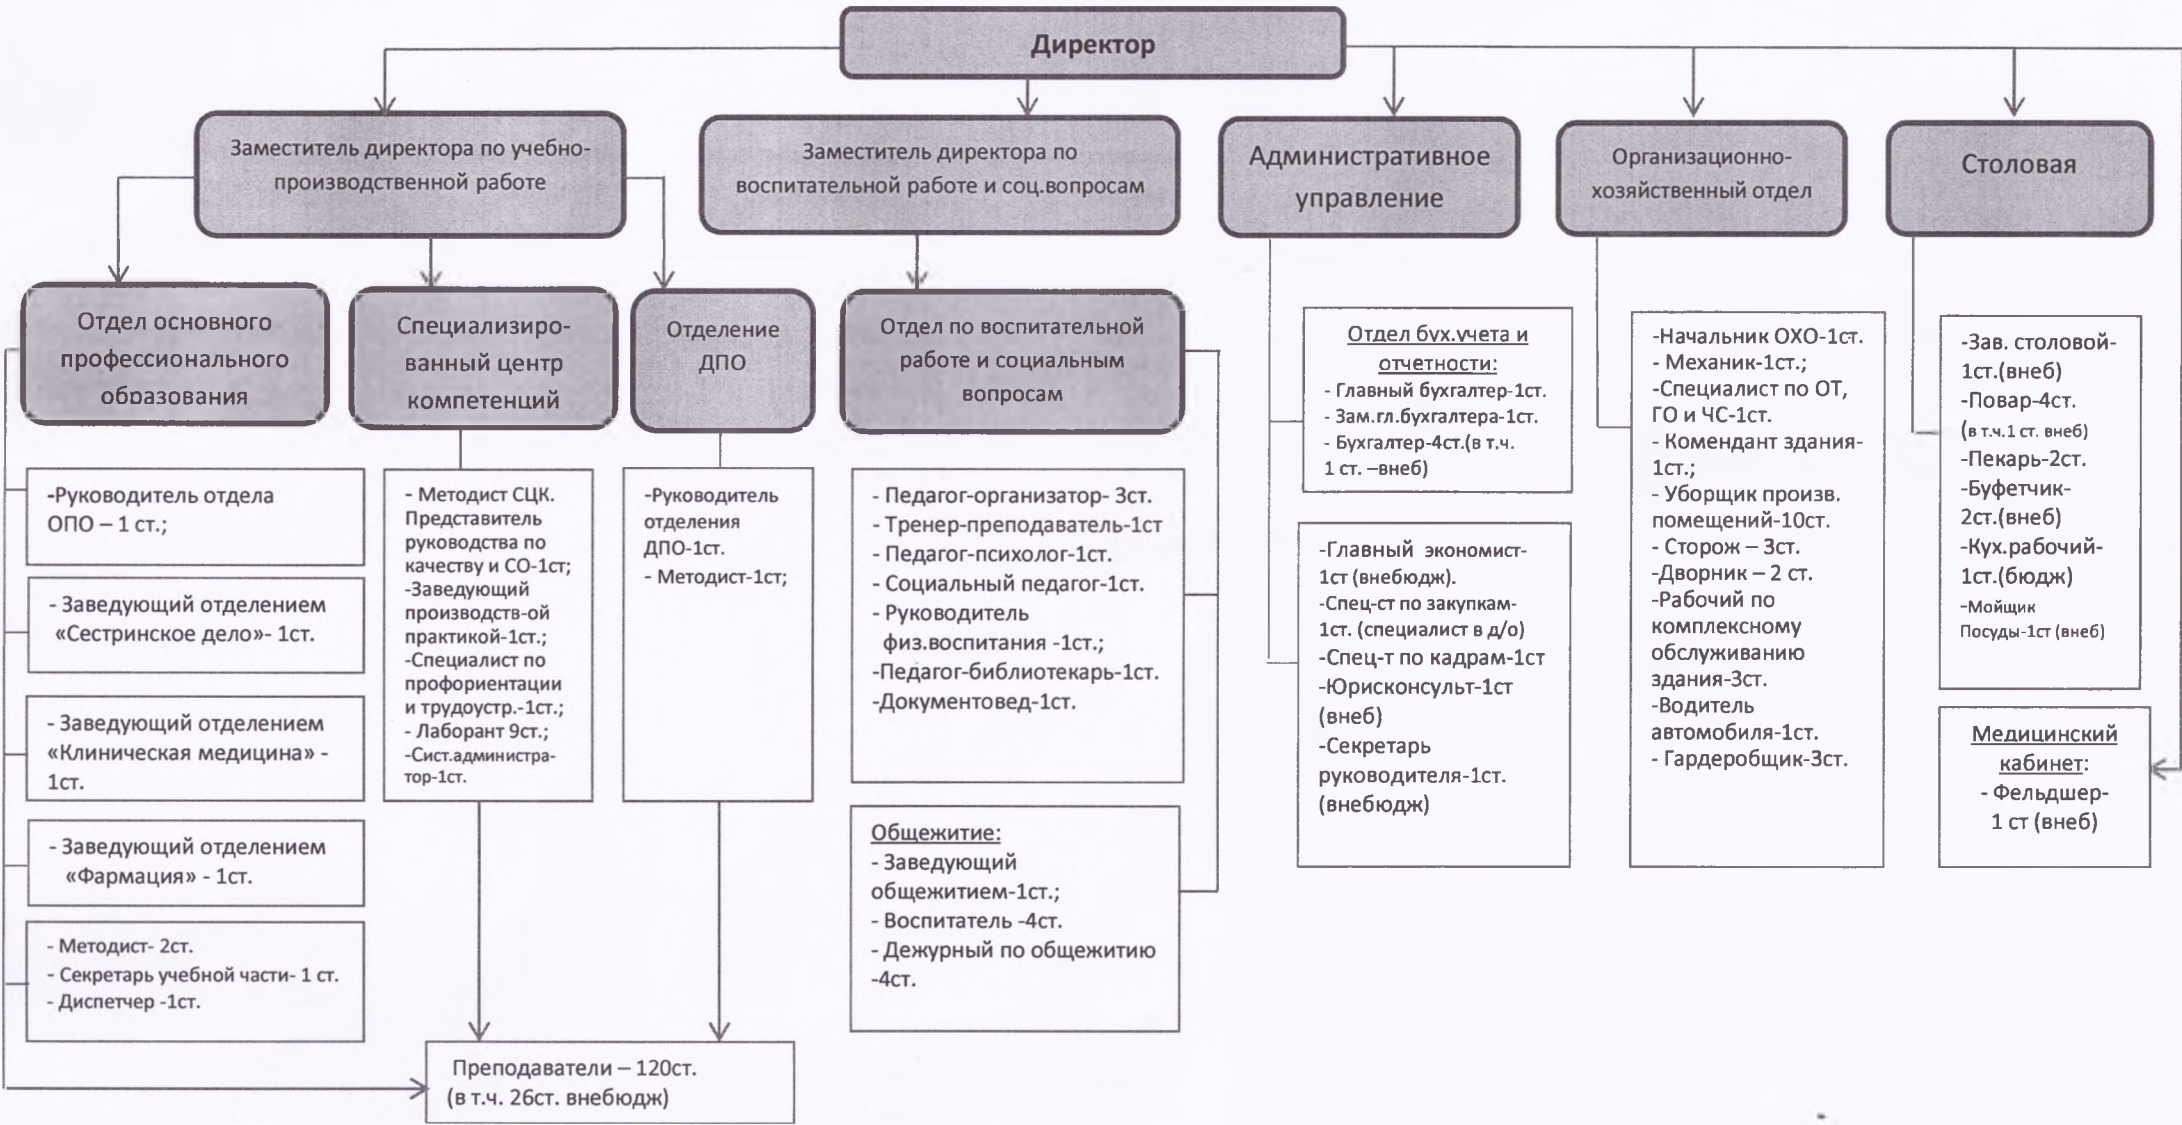 Директор
Заместитель директора по учебно-
производственной работе
Заместитель директора по
воспитательной работе и соц.вопросам
Административное
управление
Организационно-
хозяйственный отдел
Столовая
Отдел основного
профессионального
образования
Специализиро-
ванный центр
компетенций
Отделение
ДПО
Отдел по воспитательной
работе и социальным
вопросам
-Руководитель отдела
ОПО – 1 ст.;
- Заведующий отделением
«Сестринское дело»- 1ст.
- Заведующий отделением
«Клиническая медицина» -
1ст.
- Заведующий отделением
«Фармация» - 1ст.
- Методист- 2ст.
- Секретарь учебной части- 1 ст.
- Диспетчер -1ст.
- Методист СЦК.
Представитель
руководства по
качеству и СО-1ст;
-Заведующий
производств-ой
практикой-1ст.;
-Специалист по
профориентации
и трудоустр.-1ст.;
- Лаборант 9ст.;
-Сист.администра-
тор-1ст.
-Руководитель
отделения
ДПО-1ст.
- Методист-1ст;
Преподаватели – 120ст.
(в т.ч. 26ст. внебюдж)
- Педагог-организатор- 3ст.
- Тренер-преподаватель-1ст
- Педагог-психолог-1ст.
- Социальный педагог-1ст.
- Руководитель
физ.воспитания -1ст.;
-Педагог-библиотекарь-1ст.
-Документовед-1ст.
Общежитие:
- Заведующий
общежитием-1ст.;
- Воспитатель -4ст.
- Дежурный по общежитию
-4ст.
Отдел бух.учета и
отчетности:
- Главный бухгалтер-1ст.
- Зам.гл.бухгалтера-1ст.
- Бухгалтер-4ст.(в т.ч.
1 ст. –внеб)
-Главный экономист-
1ст (внебюдж).
-Спец-ст по закупкам-
1ст. (специалист в д/о)
-Спец-т по кадрам-1ст
-Юрисконсульт-1ст
(внеб)
-Секретарь
руководителя-1ст.
(внебюдж)
-Начальник ОХО-1ст.
- Механик-1ст.;
-Специалист по ОТ,
ГО и ЧС-1ст.
- Комендант здания-
1ст.;
- Уборщик произв.
помещений-10ст.
- Сторож – 3ст.
-Дворник – 2 ст.
-Рабочий по
комплексному
обслуживанию
здания-3ст.
-Водитель
автомобиля-1ст.
- Гардеробщик-3ст.
-Зав. столовой-
1ст.(внеб)
-Повар-4ст.
(в т.ч.1 ст. внеб)
-Пекарь-2ст.
-Буфетчик-
2ст.(внеб)
-Кух.рабочий-
1ст.(бюдж)
-Мойщик
Посуды-1ст (внеб)
Медицинский
кабинет:
- Фельдшер-
1 ст (внеб)